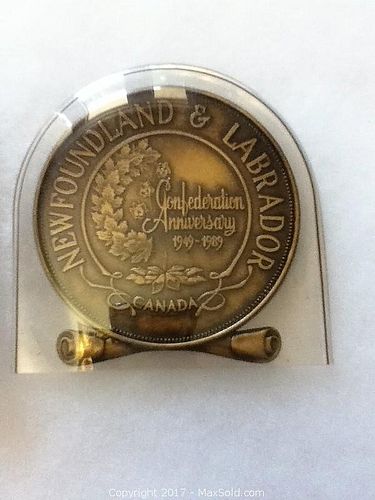 NEWFOUNDLAND & LABRADOR
Confederation
Anniversary
1949 - 1989
CANADA
Copyright 2017 - MaxSold.com